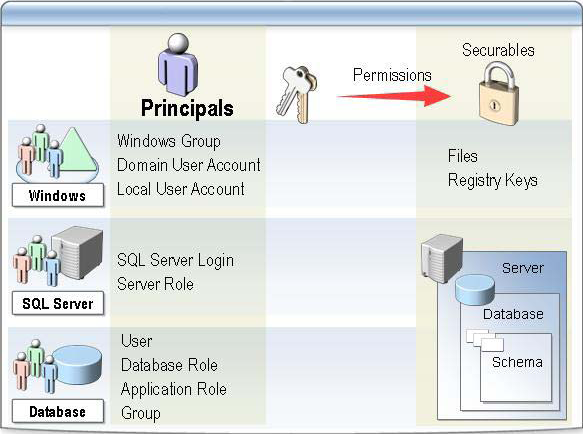 Securables
Permissions
Principals
Windows
Windows Group
Domain User Account
Local User Account
Files
Registry Keys
SQL Server
SQL Server Login
Server Role
Server
Database
Schema
Database
User
Database Role
Application Role
Group